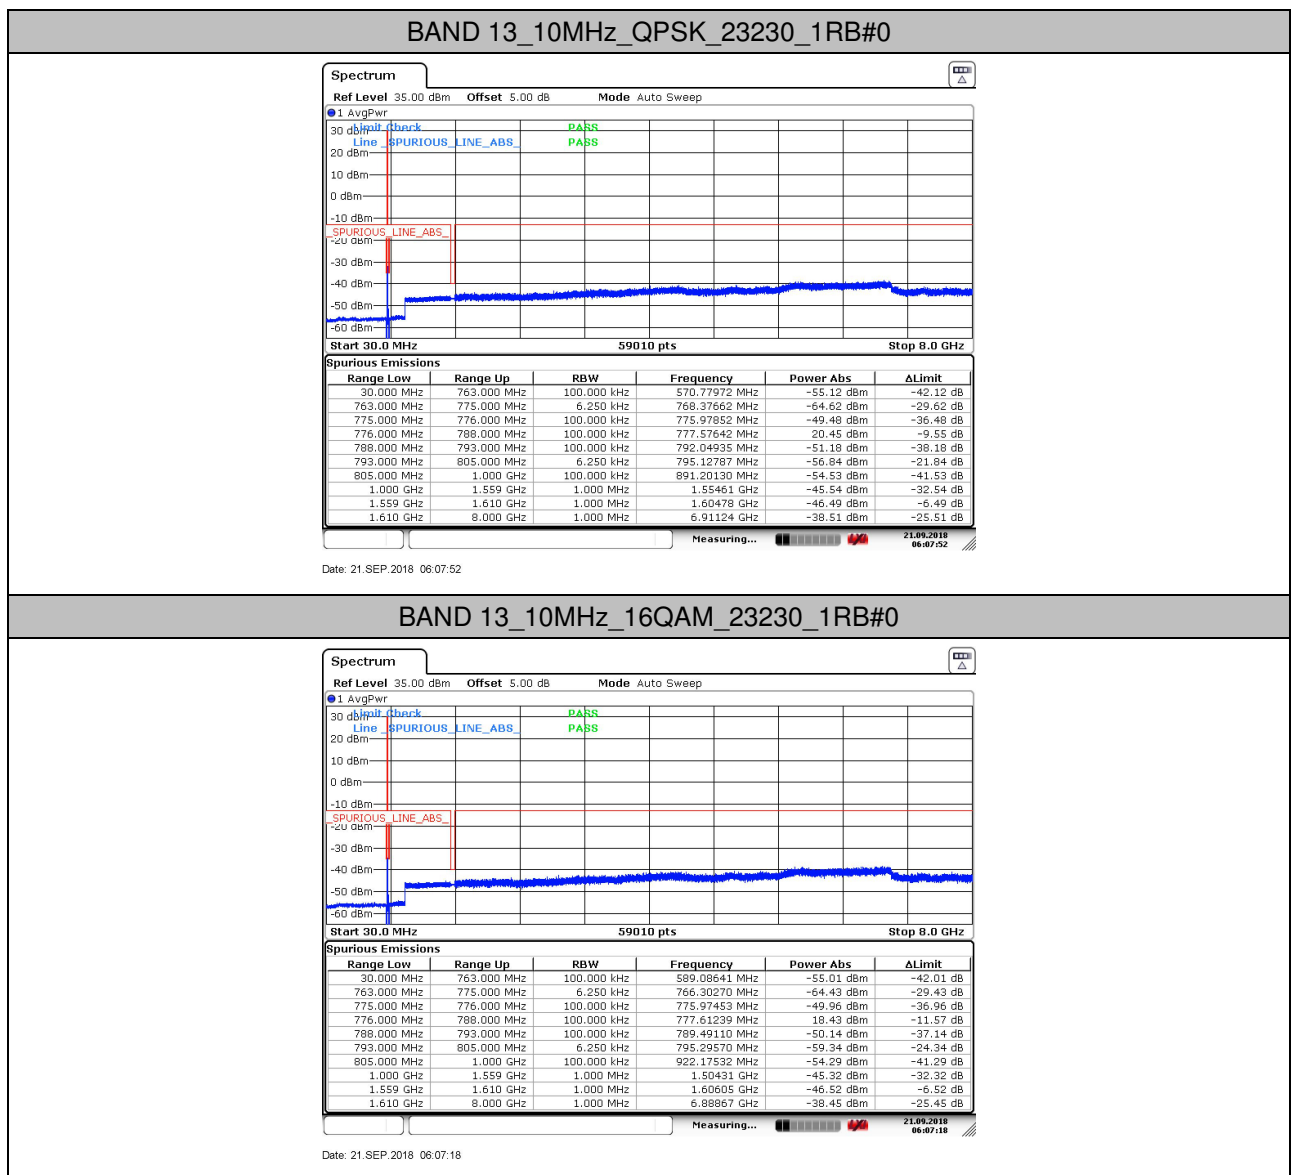 BAND 13_10MHz_QPSK_23230_1RB#0
Spectrum
Ref Level 35.00 dBm Offset 5.00 dB Mode Auto Sweep
1 AvgPwr
30 dBm Limit Check PASS
Line _SPURIOUS_LINE_ABS_ PASS
20 dBm
10 dBm
0 dBm
-10 dBm
_SPURIOUS_LINE_ABS_
-20 dBm
-30 dBm
-40 dBm
-50 dBm
-60 dBm
Start 30.0 MHz 59010 pts Stop 8.0 GHz
Spurious Emissions
Range Low Range Up RBW Frequency Power Abs ΔLimit
30.000 MHz 763.000 MHz 100.000 kHz 570.77972 MHz -55.12 dBm -42.12 dB
763.000 MHz 775.000 MHz 6.250 kHz 768.37662 MHz -64.62 dBm -29.62 dB
775.000 MHz 776.000 MHz 100.000 kHz 775.97852 MHz -49.48 dBm -36.48 dB
776.000 MHz 788.000 MHz 100.000 kHz 777.57642 MHz 20.45 dBm -9.55 dB
788.000 MHz 793.000 MHz 100.000 kHz 792.04935 MHz -51.18 dBm -38.18 dB
793.000 MHz 805.000 MHz 6.250 kHz 795.12787 MHz -56.84 dBm -21.84 dB
805.000 MHz 1.000 GHz 100.000 kHz 891.20130 MHz -54.53 dBm -41.53 dB
1.000 GHz 1.559 GHz 1.000 MHz 1.55461 GHz -45.54 dBm -32.54 dB
1.559 GHz 1.610 GHz 1.000 MHz 1.60478 GHz -46.49 dBm -6.49 dB
1.610 GHz 8.000 GHz 1.000 MHz 6.91124 GHz -38.51 dBm -25.51 dB
Measuring... 21.09.2018
06:07:52
Date: 21.SEP.2018 06:07:52
BAND 13_10MHz_16QAM_23230_1RB#0
Spectrum
Ref Level 35.00 dBm Offset 5.00 dB Mode Auto Sweep
1 AvgPwr
30 dBm Limit Check PASS
Line _SPURIOUS_LINE_ABS_ PASS
20 dBm
10 dBm
0 dBm
-10 dBm
_SPURIOUS_LINE_ABS_
-20 dBm
-30 dBm
-40 dBm
-50 dBm
-60 dBm
Start 30.0 MHz 59010 pts Stop 8.0 GHz
Spurious Emissions
Range Low Range Up RBW Frequency Power Abs ΔLimit
30.000 MHz 763.000 MHz 100.000 kHz 589.08641 MHz -55.01 dBm -42.01 dB
763.000 MHz 775.000 MHz 6.250 kHz 766.30270 MHz -64.43 dBm -29.43 dB
775.000 MHz 776.000 MHz 100.000 kHz 775.97453 MHz -49.96 dBm -36.96 dB
776.000 MHz 788.000 MHz 100.000 kHz 777.61239 MHz 18.43 dBm -11.57 dB
788.000 MHz 793.000 MHz 100.000 kHz 789.49110 MHz -50.14 dBm -37.14 dB
793.000 MHz 805.000 MHz 6.250 kHz 795.29570 MHz -59.34 dBm -24.34 dB
805.000 MHz 1.000 GHz 100.000 kHz 922.17532 MHz -54.29 dBm -41.29 dB
1.000 GHz 1.559 GHz 1.000 MHz 1.50431 GHz -45.32 dBm -32.32 dB
1.559 GHz 1.610 GHz 1.000 MHz 1.60605 GHz -46.52 dBm -6.52 dB
1.610 GHz 8.000 GHz 1.000 MHz 6.88867 GHz -38.45 dBm -25.45 dB
Measuring... 21.09.2018
06:07:18
Date: 21.SEP.2018 06:07:18